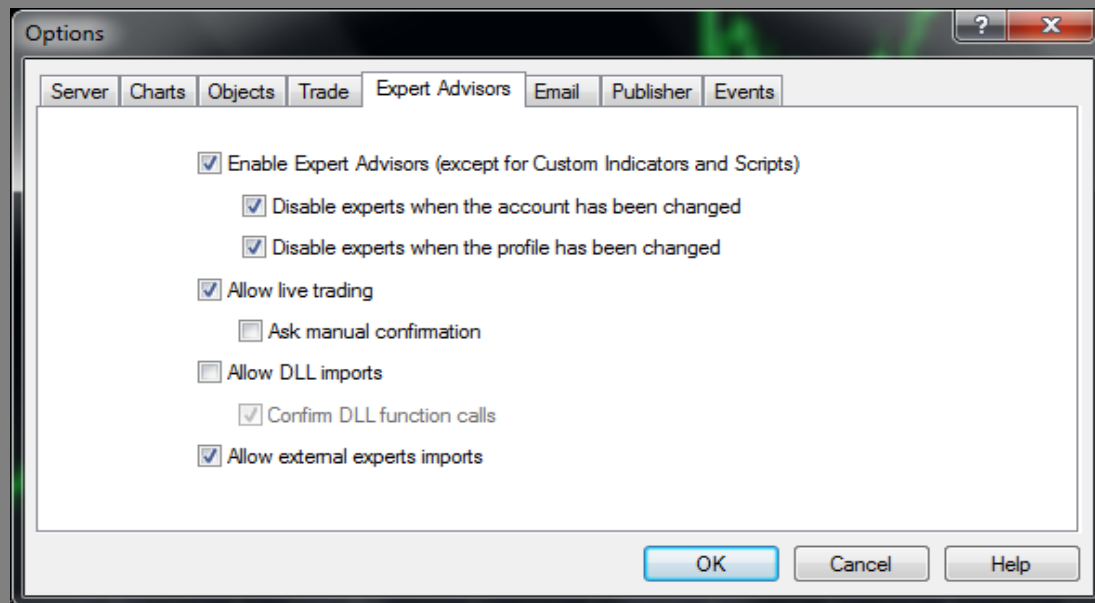 Options
Server Charts Objects Trade Expert Advisors Email Publisher Events
Enable Expert Advisors (except for Custom Indicators and Scripts)
Disable experts when the account has been changed
Disable experts when the profile has been changed
Allow live trading
Ask manual confirmation
Allow DLL imports
Confirm DLL function calls
Allow external experts imports
OK Cancel Help